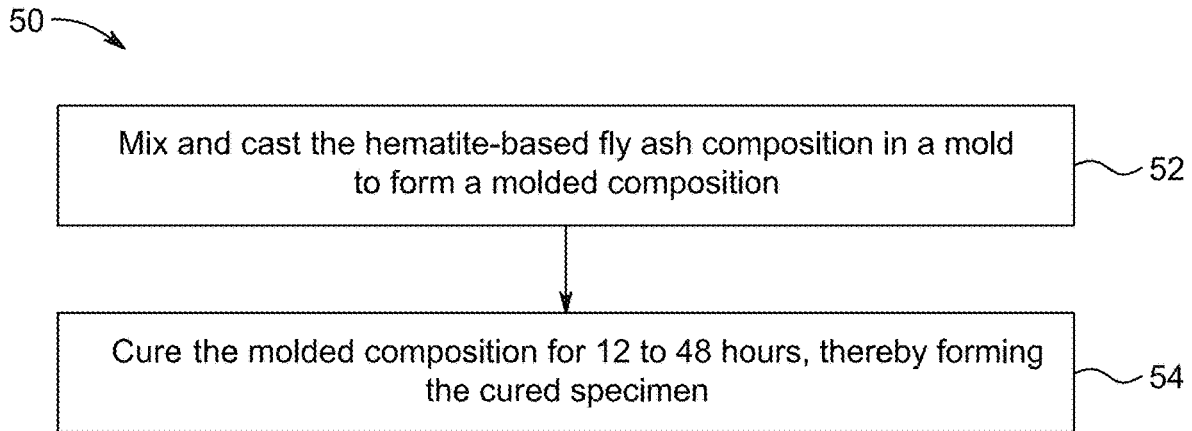 50
Mix and cast the hematite-based fly ash composition in a mold
to form a molded composition
52
Cure the molded composition for 12 to 48 hours, thereby forming
the cured specimen
54